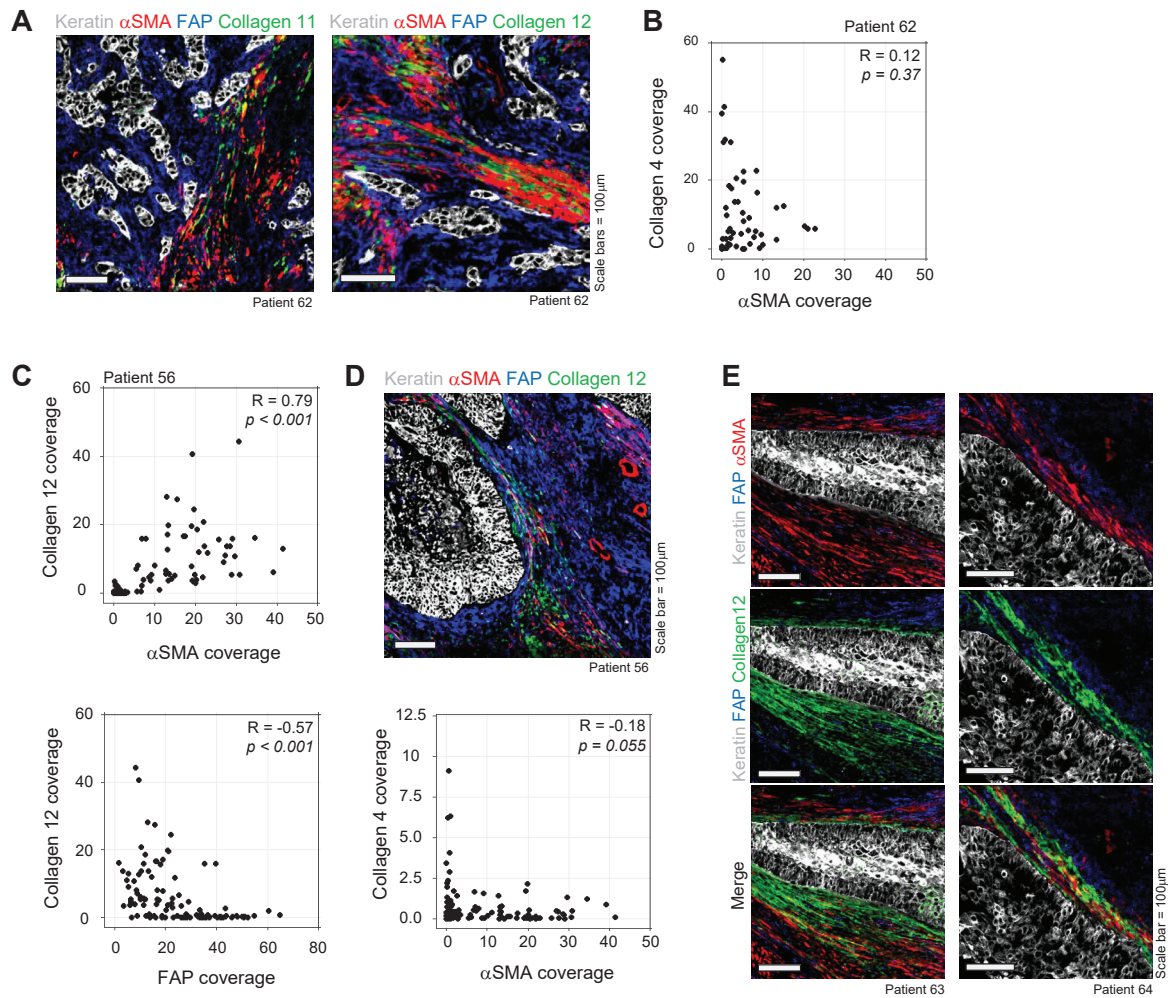 A
Keratin αSMA FAP Collagen 11
Keratin αSMA FAP Collagen 12
Scale bars = 100µm
Patient 62
Patient 62
B
Patient 62
R = 0.12
p = 0.37
60
40
20
0
Collagen 4 coverage
0 10 20 30 40 50
αSMA coverage
C
Patient 56
R = 0.79
p < 0.001
60
40
20
0
Collagen 12 coverage
0 10 20 30 40 50
αSMA coverage
R = -0.57
p < 0.001
60
40
20
0
Collagen 12 coverage
0 20 40 60 80
FAP coverage
D
Keratin αSMA FAP Collagen 12
Scale bar = 100µm
Patient 56
R = -0.18
p = 0.055
12.5
10
7.5
5.0
2.5
0.0
Collagen 4 coverage
0 10 20 30 40 50
αSMA coverage
E
Keratin FAP αSMA
Keratin FAP Collagen12
Merge
Scale bar = 100µm
Patient 63
Patient 64